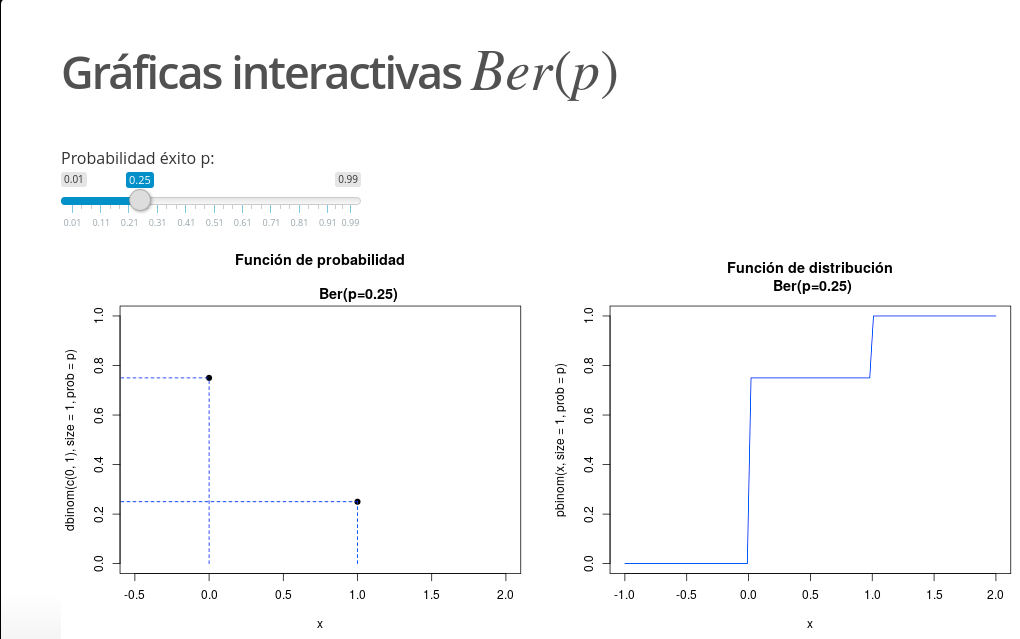 Gráficas interactivas Ber(p)
Probabilidad éxito p:
0.01 0.25 0.99
0.01 0.11 0.21 0.31 0.41 0.51 0.61 0.71 0.81 0.91 0.99
Función de probabilidad
Ber(p=0.25)
dbinom(c(0, 1), size = 1, prob = p)
1.0
0.8
0.6
0.4
0.2
0.0
-0.5 0.0 0.5 1.0 1.5 2.0
x
Función de distribución
Ber(p=0.25)
pbinom(x, size = 1, prob = p)
1.0
0.8
0.6
0.4
0.2
0.0
-1.0 -0.5 0.0 0.5 1.0 1.5 2.0
x